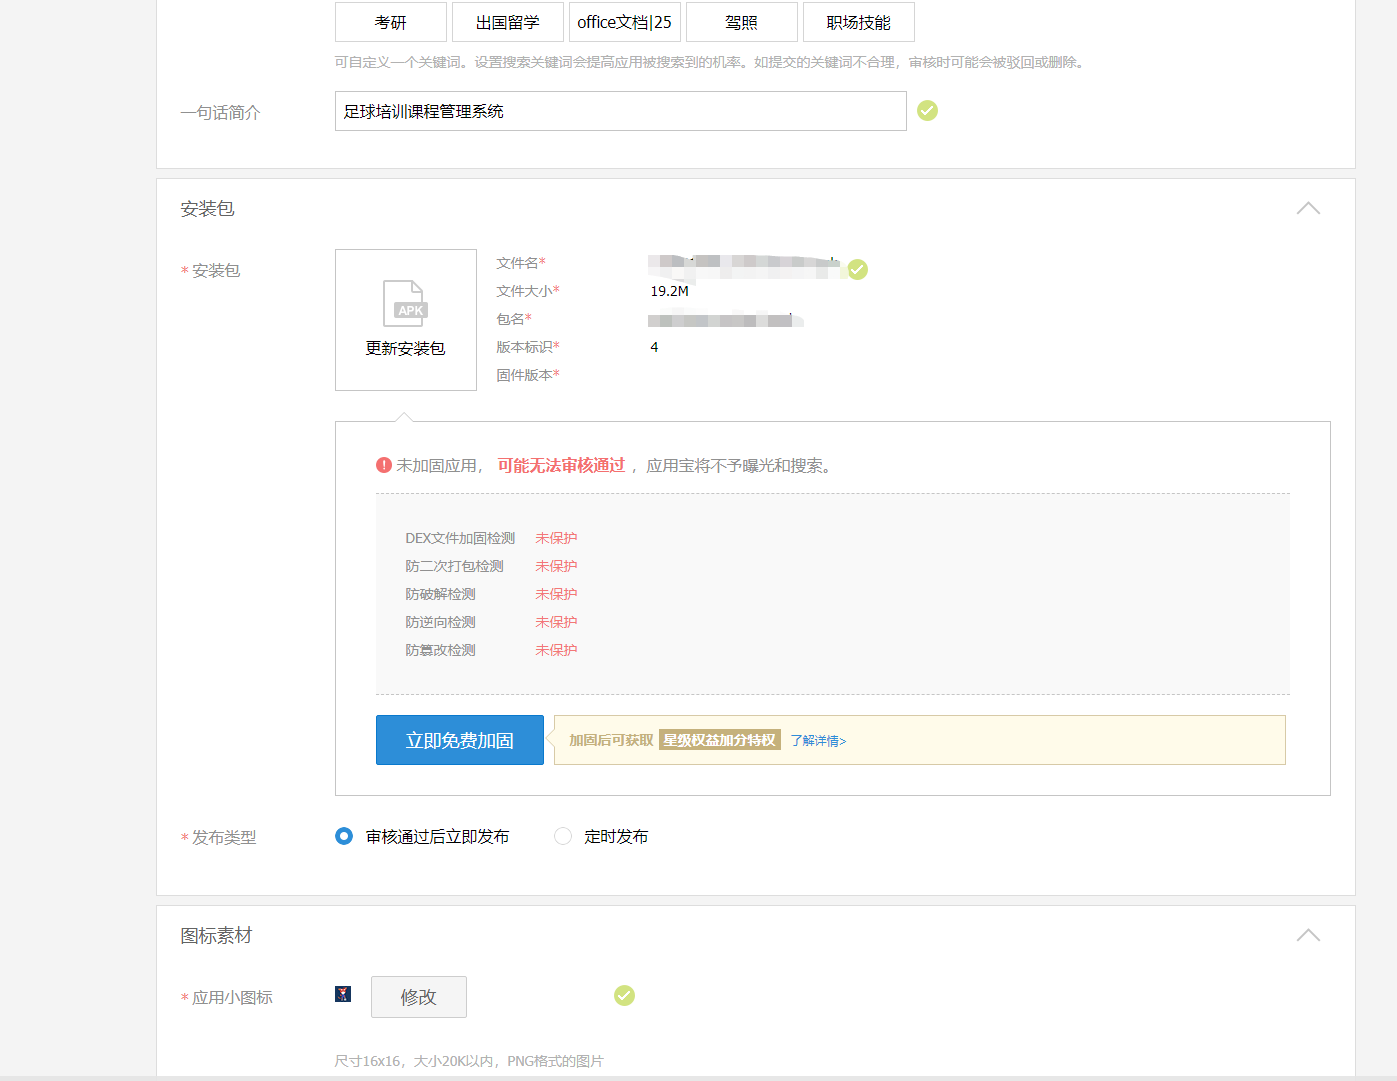 考研 出国留学 office文档|25 驾照 职场技能
可自定义一个关键词。设置搜索关键词会提高应用被搜索到的机率。如提交的关键词不合理，审核时可能会被驳回或删除。
一句话简介 足球培训课程管理系统
安装包
*安装包
APK
更新安装包
文件名*
文件大小* 19.2M
包名*
版本标识* 4
固件版本*
未加固应用， 可能无法审核通过 ，应用宝将不予曝光和搜索。
DEX文件加固检测 未保护
防二次打包检测 未保护
防破解检测 未保护
防逆向检测 未保护
防篡改检测 未保护
立即免费加固 加固后可获取 星级权益加分特权 了解详情>
*发布类型 审核通过后立即发布 定时发布
图标素材
*应用小图标 修改
尺寸16x16，大小20K以内，PNG格式的图片